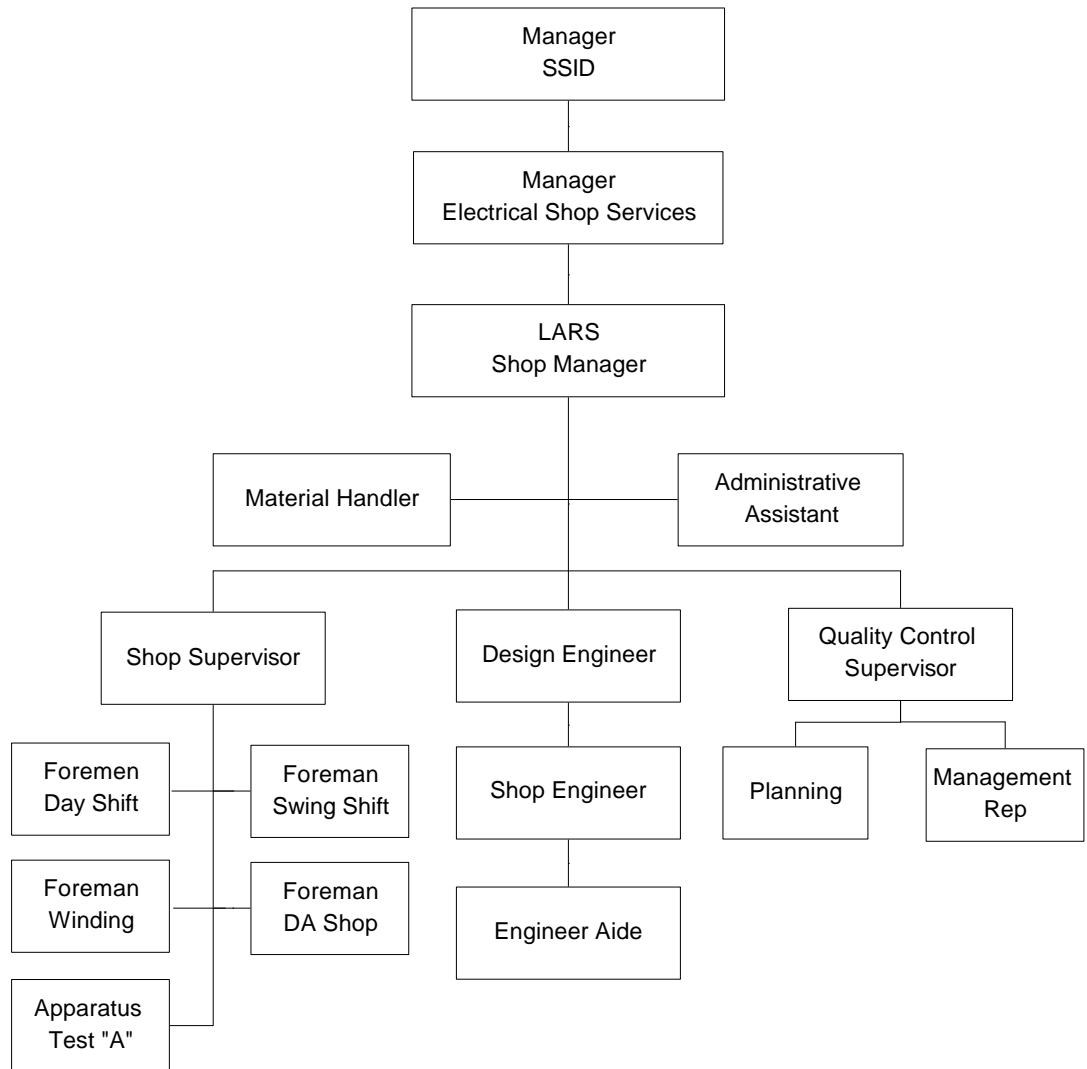 Manager
SSID
Manager
Electrical Shop Services
LARS
Shop Manager
Material Handler
Administrative
Assistant
Shop Supervisor
Design Engineer
Quality Control
Supervisor
Foremen
Day Shift
Foreman
Swing Shift
Shop Engineer
Planning
Management
Rep
Foreman
Winding
Foreman
DA Shop
Engineer Aide
Apparatus
Test "A"